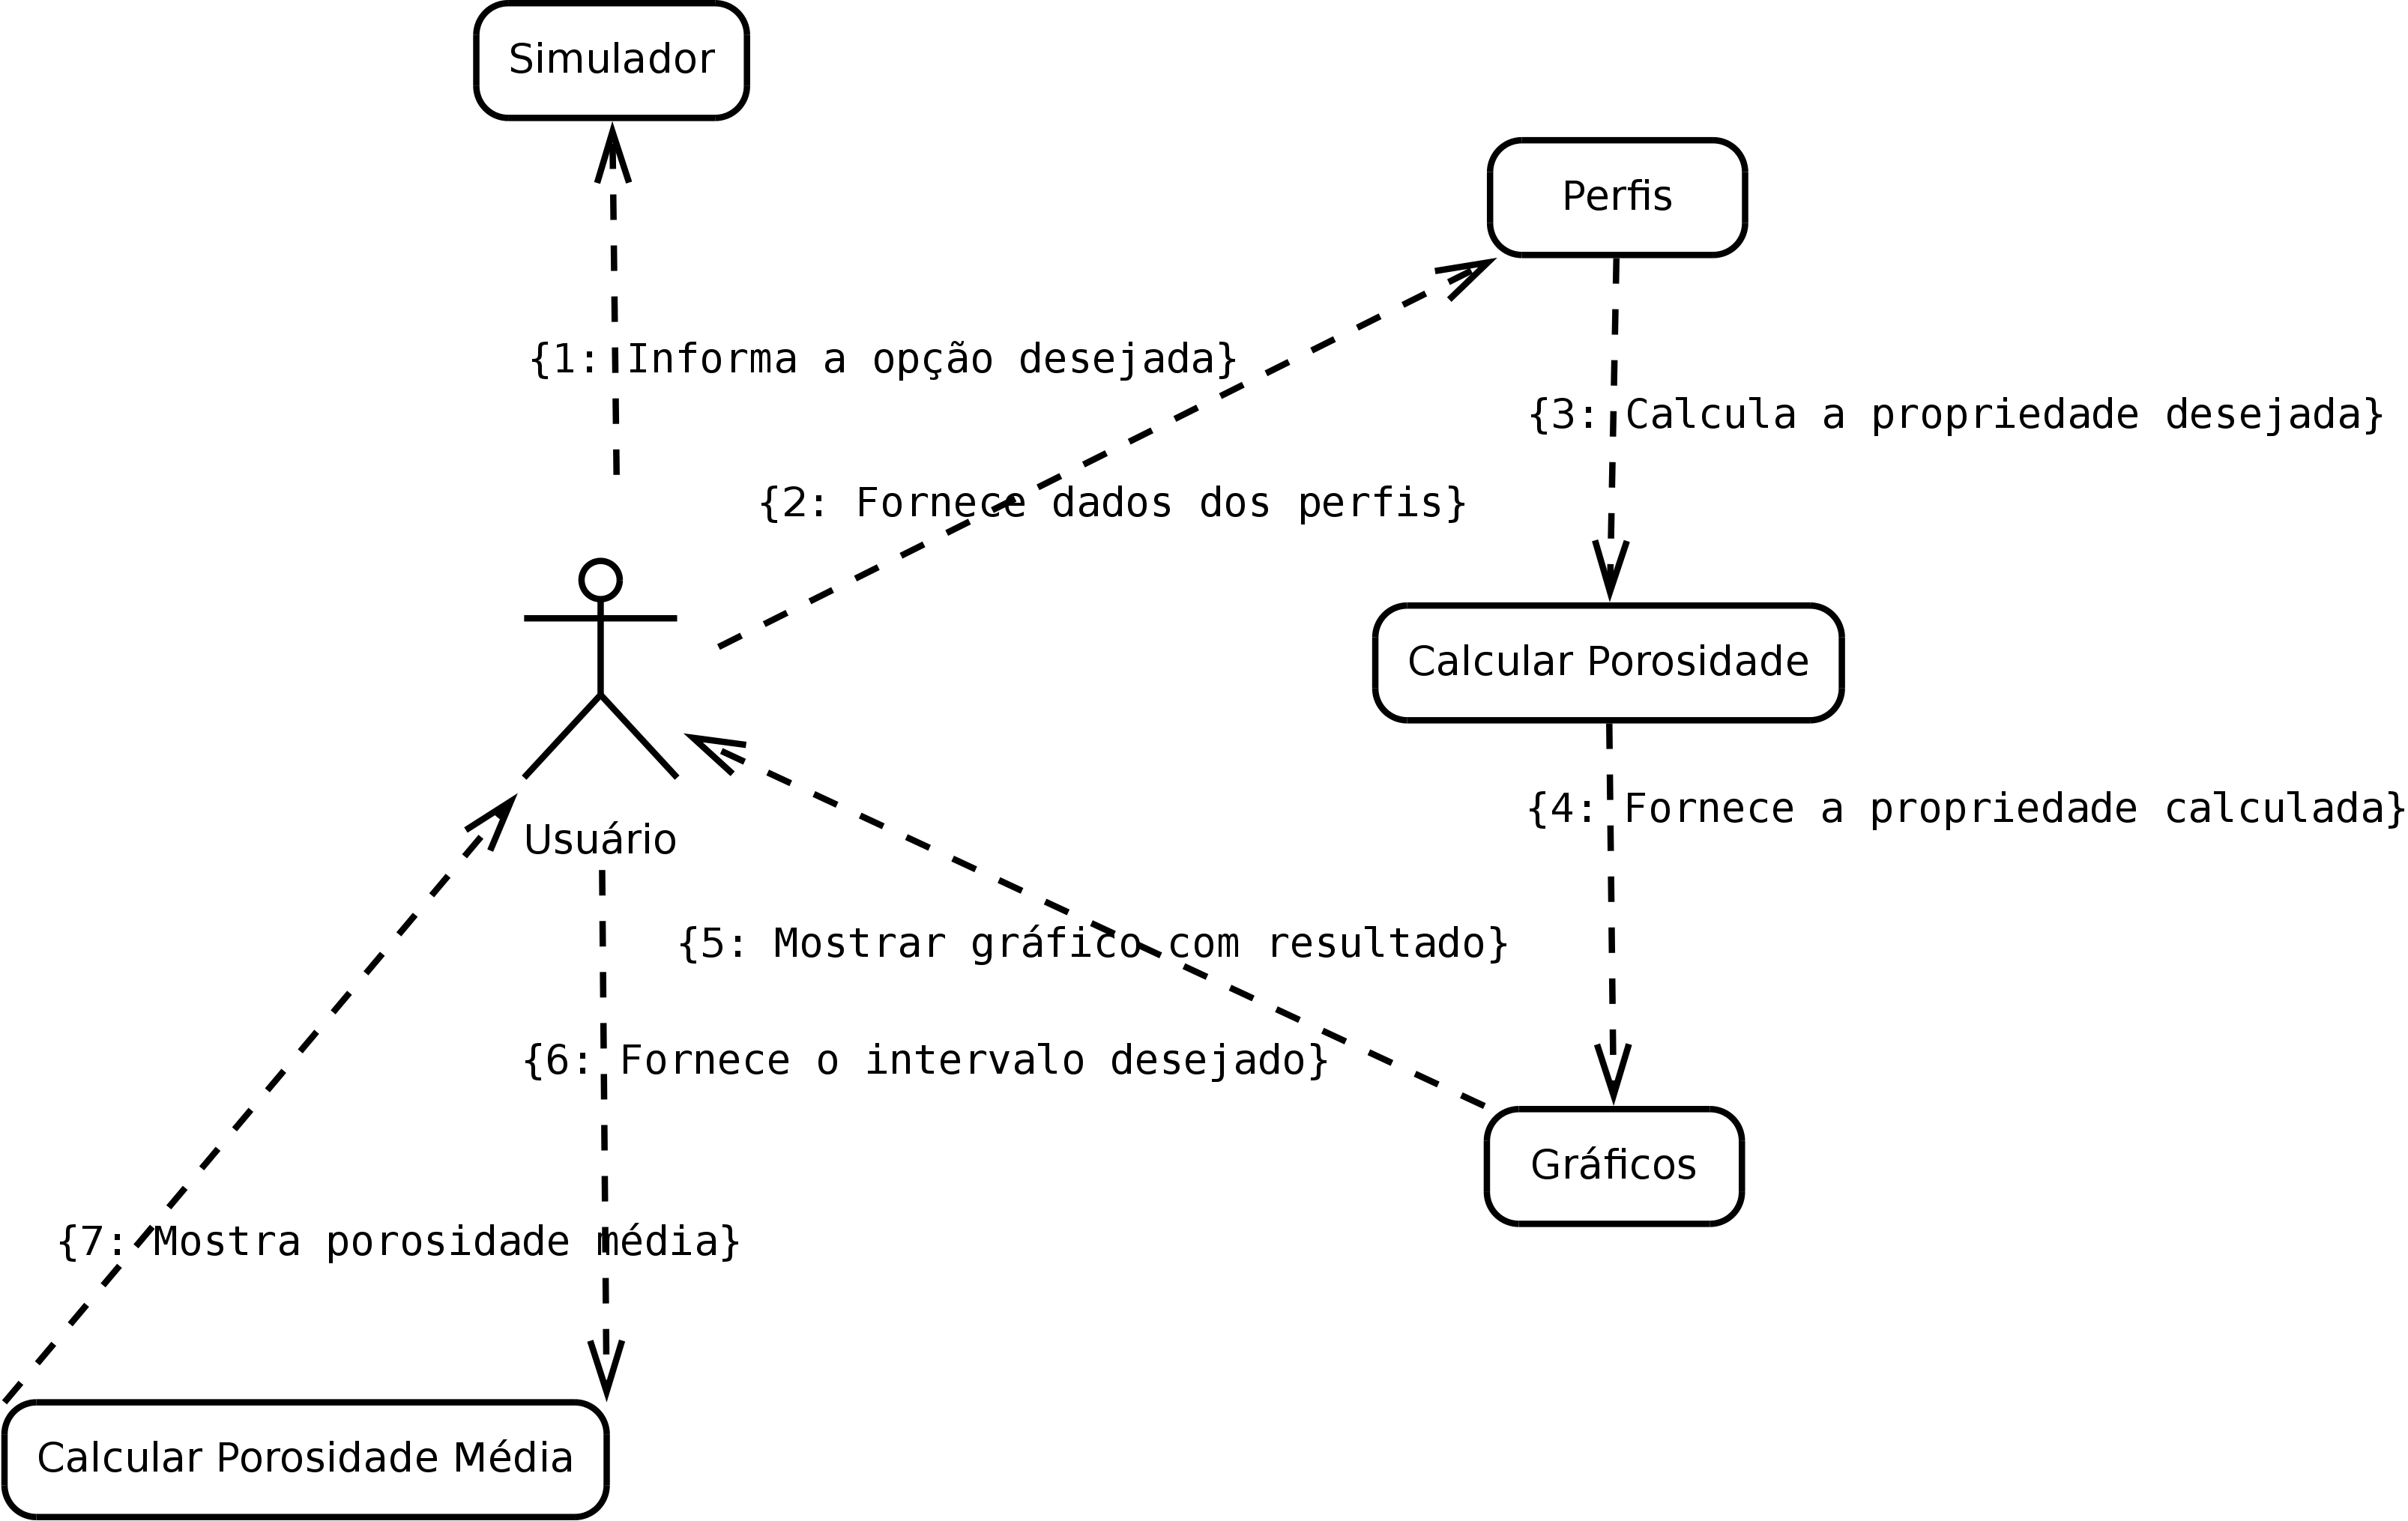 Simulador
Perfis
{1: Informa a opção desejada}
{3: Calcula a propriedade desejada}
{2: Fornece dados dos perfis}
Calcular Porosidade
{4: Fornece a propriedade calculada}
Usuário
{5: Mostrar gráfico com resultado}
{6: Fornece o intervalo desejado}
Gráficos
{7: Mostra porosidade média}
Calcular Porosidade Média